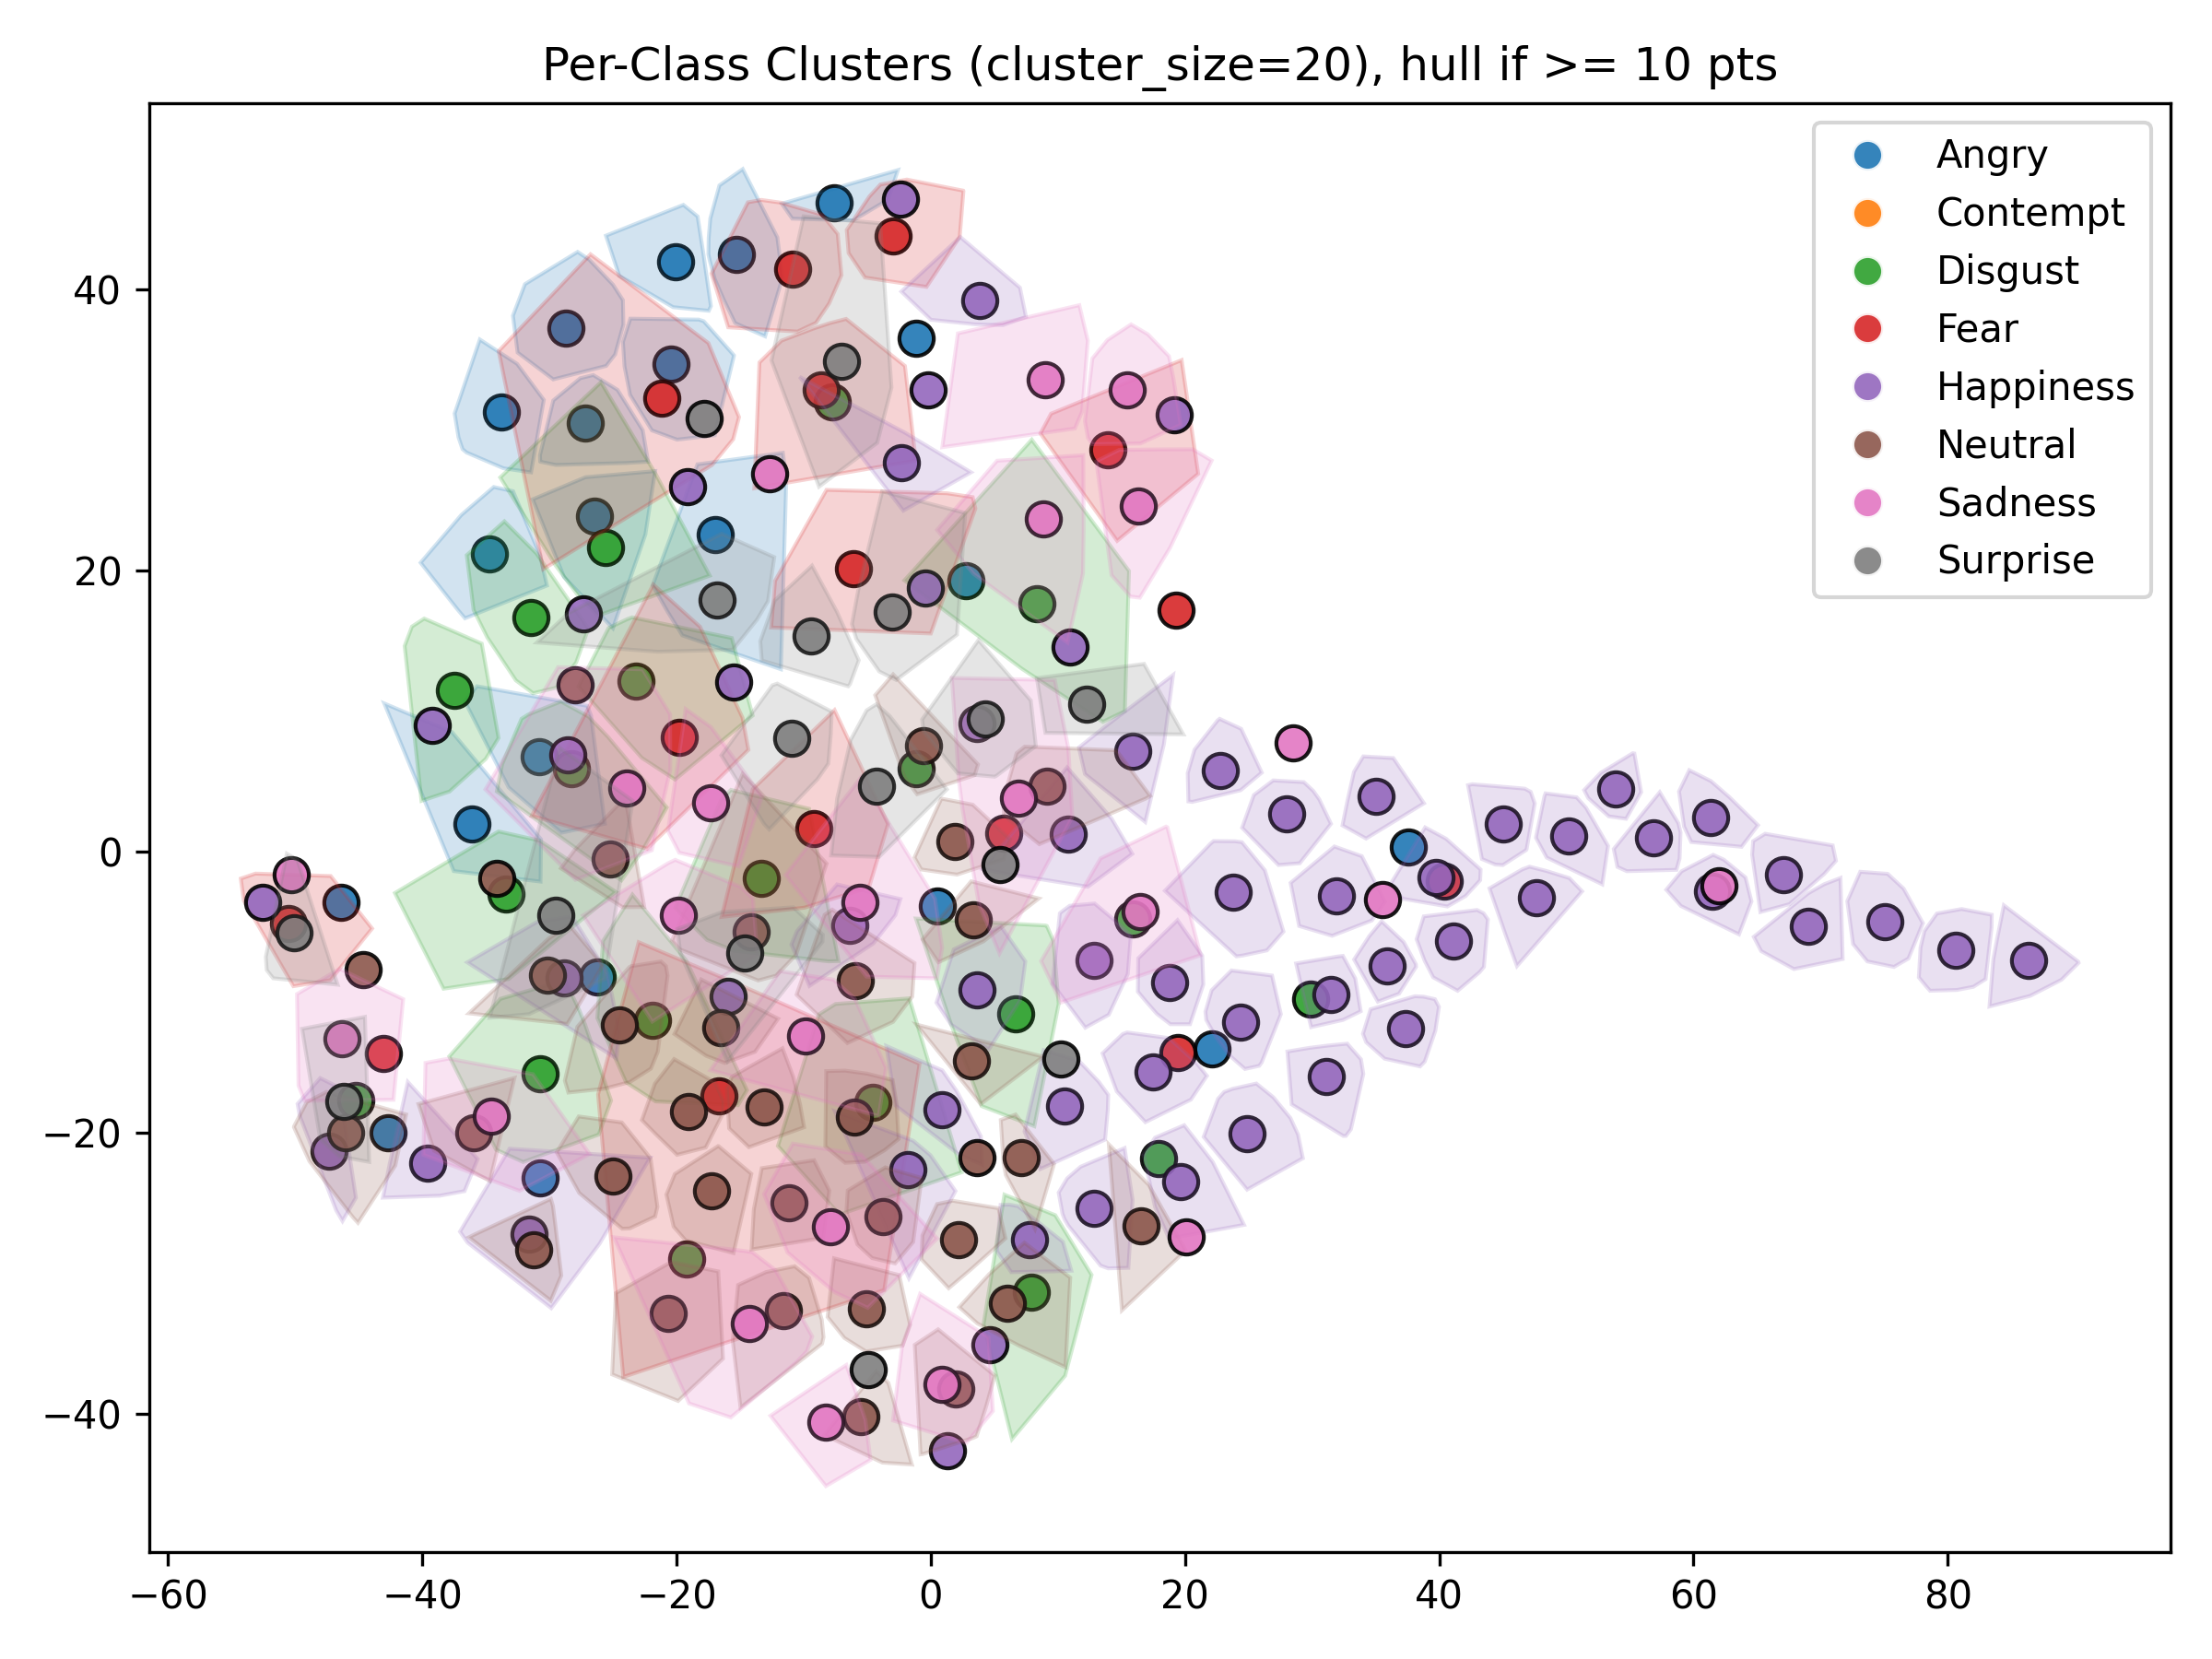 Per-Class Clusters (cluster_size=20), hull if >= 10 pts
Angry
Contempt
Disgust
Fear
Happiness
Neutral
Sadness
Surprise
40
20
0
−20
−40
−60 −40 −20 0 20 40 60 80